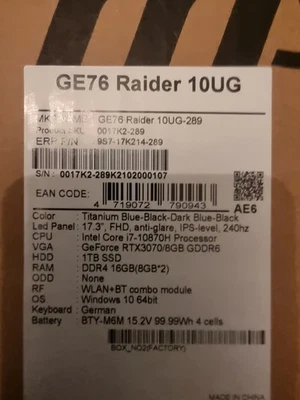 GE76 Raider 10UG
GE76 Raider 10UG-289
0017K2-289
ERP P/N : 9S7-17K214-289
S/N : 0017K2-289K2102000107
EAN CODE:
4 719072 790943
AE6
Color : Titanium Blue-Black-Dark Blue-Black
Led Panel : 17.3", FHD, anti-glare, IPS-level, 240hz
CPU : Intel Core i7-10870H Processor
VGA : GeForce RTX3070/8GB GDDR6
HDD : 1TB SSD
RAM : DDR4 16GB(8GB*2)
ODD : None
RF : WLAN+BT combo module
OS : Windows 10 64bit
Keyboard : German
Battery : BTY-M6M 15.2V 99.99Wh 4 cells
BOX_NO2(FACTORY)